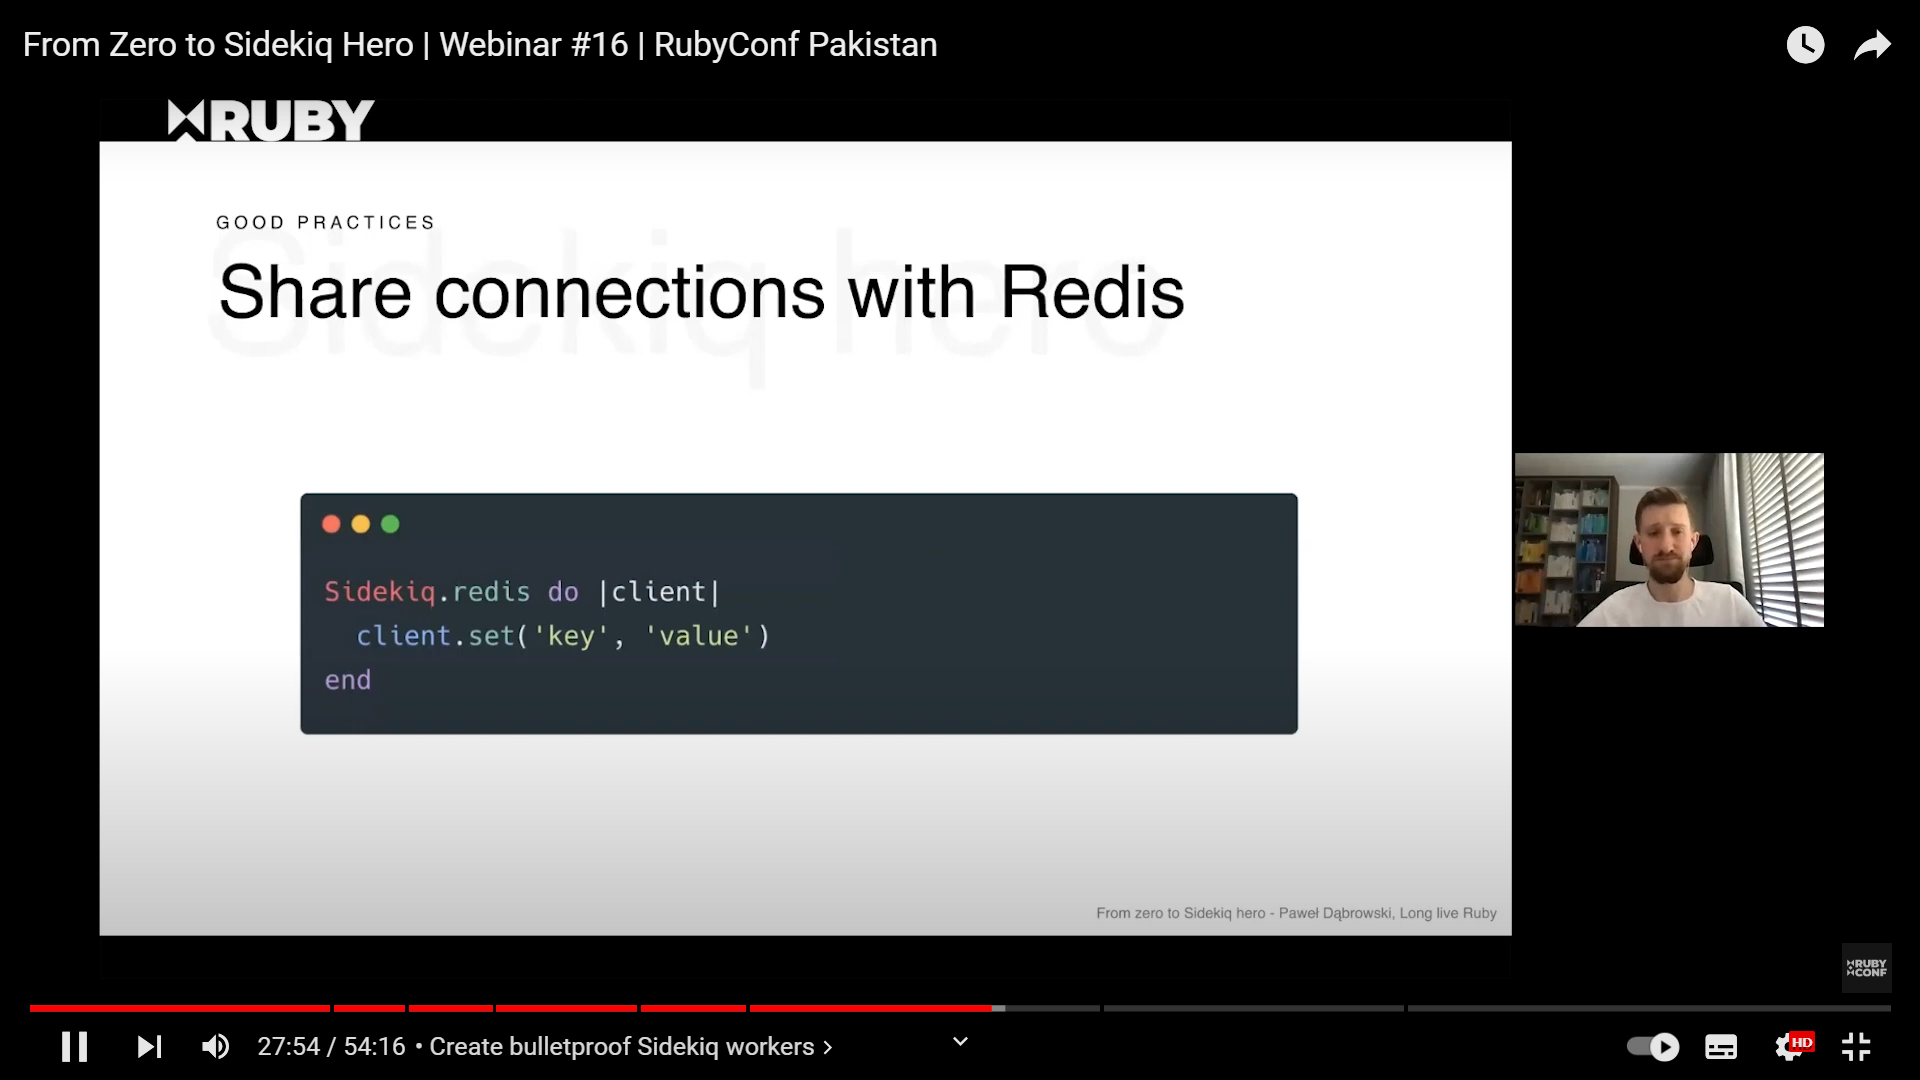 From Zero to Sidekiq Hero | Webinar #16 | RubyConf Pakistan
RUBY
GOOD PRACTICES
Sidekiq hero
Share connections with Redis
Sidekiq.redis do |client|
  client.set('key', 'value')
end
From zero to Sidekiq hero - Paweł Dąbrowski, Long live Ruby
RUBY
CONF
27:54 / 54:16 • Create bulletproof Sidekiq workers >
HD